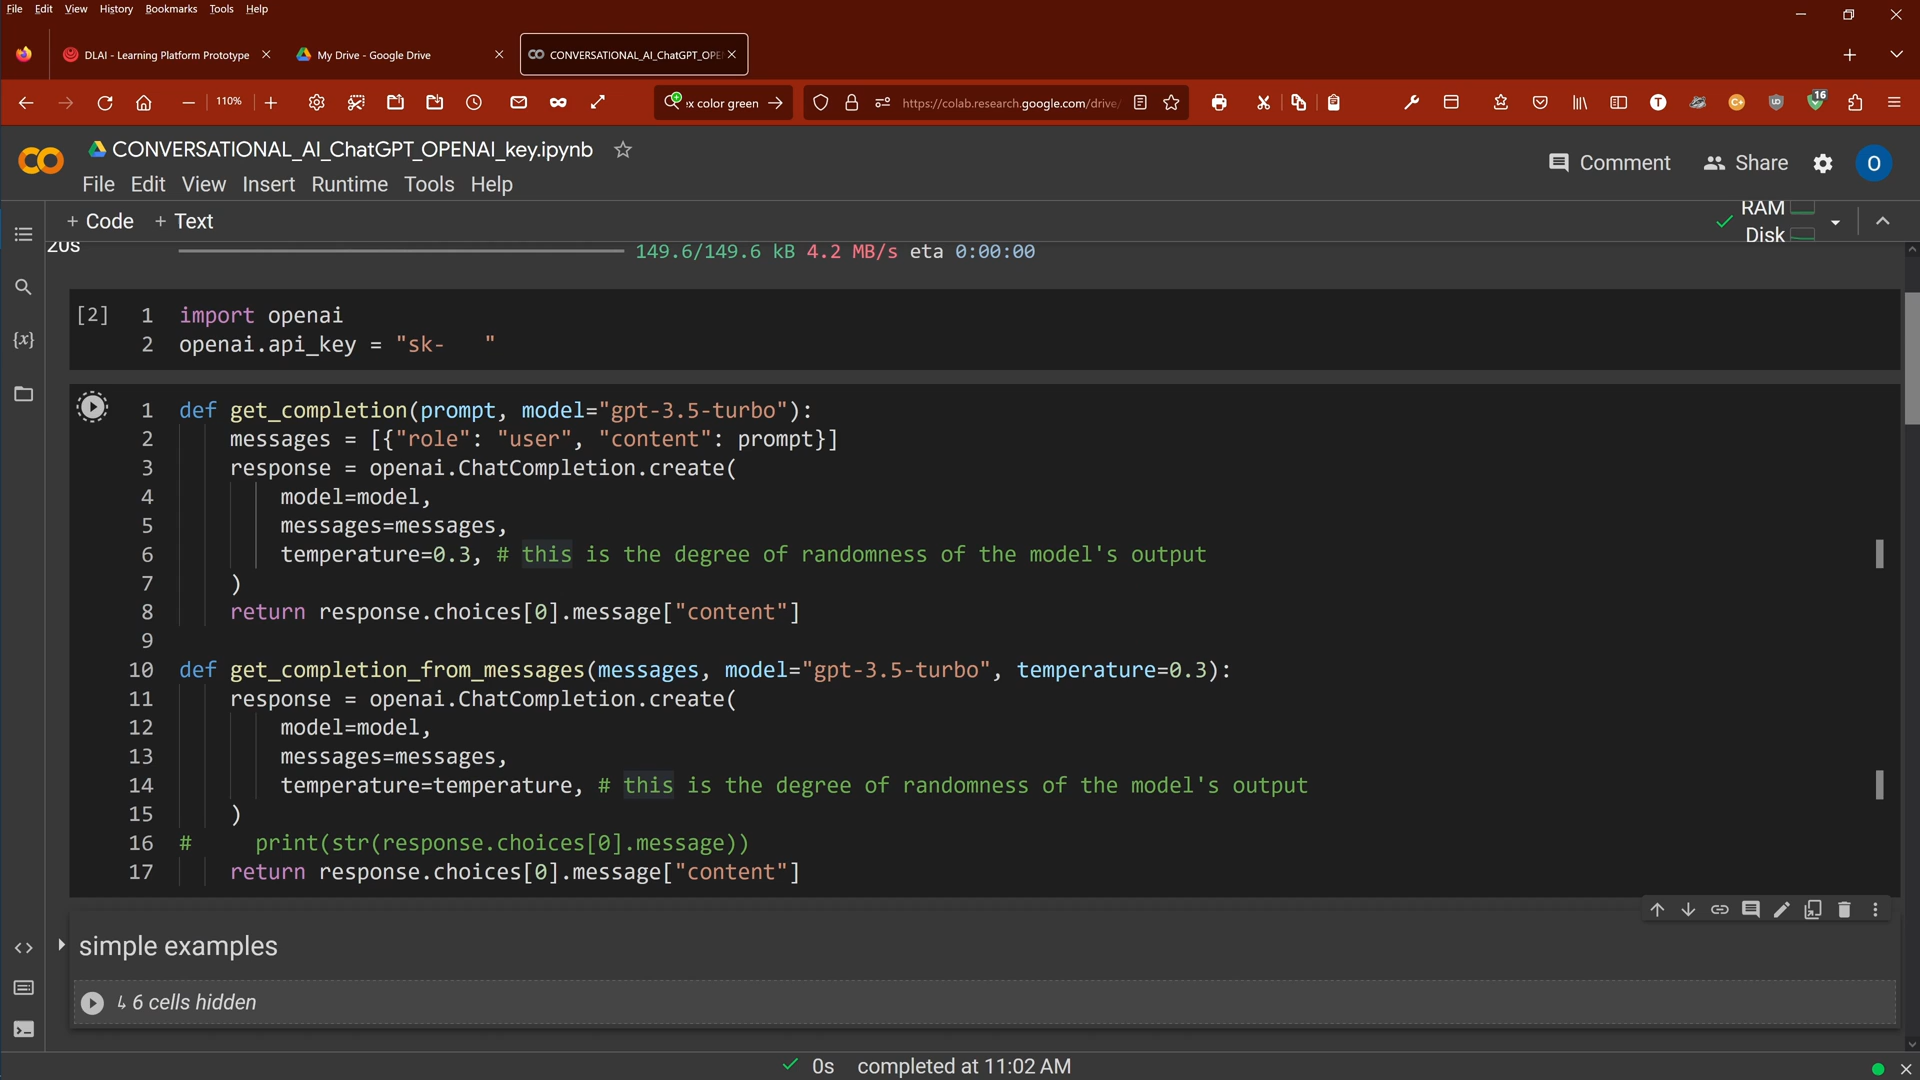 File Edit View History Bookmarks Tools Help
DLAI - Learning Platform Prototype
My Drive - Google Drive
CONVERSATIONAL_AI_ChatGPT_OPE
110%
x color green
https://colab.research.google.com/drive/
16
CONVERSATIONAL_AI_ChatGPT_OPENAI_key.ipynb
Comment
Share
O
File Edit View Insert Runtime Tools Help
+ Code + Text
RAM
Disk
20s
149.6/149.6 kB 4.2 MB/s eta 0:00:00
[2]
1 import openai
2 openai.api_key = "sk-   "
1 def get_completion(prompt, model="gpt-3.5-turbo"):
2     messages = [{"role": "user", "content": prompt}]
3     response = openai.ChatCompletion.create(
4         model=model,
5         messages=messages,
6         temperature=0.3, # this is the degree of randomness of the model's output
7     )
8     return response.choices[0].message["content"]
9
10 def get_completion_from_messages(messages, model="gpt-3.5-turbo", temperature=0.3):
11     response = openai.ChatCompletion.create(
12         model=model,
13         messages=messages,
14         temperature=temperature, # this is the degree of randomness of the model's output
15     )
16 #     print(str(response.choices[0].message))
17     return response.choices[0].message["content"]
simple examples
↳ 6 cells hidden
0s completed at 11:02 AM